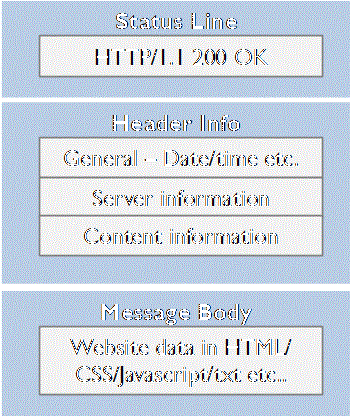 Status Line
HTTP/1.1 200 OK
Header Info
General – Date/time etc.
Server information
Content information
Message Body
Website data in HTML/
CSS/Javascript/txt etc...